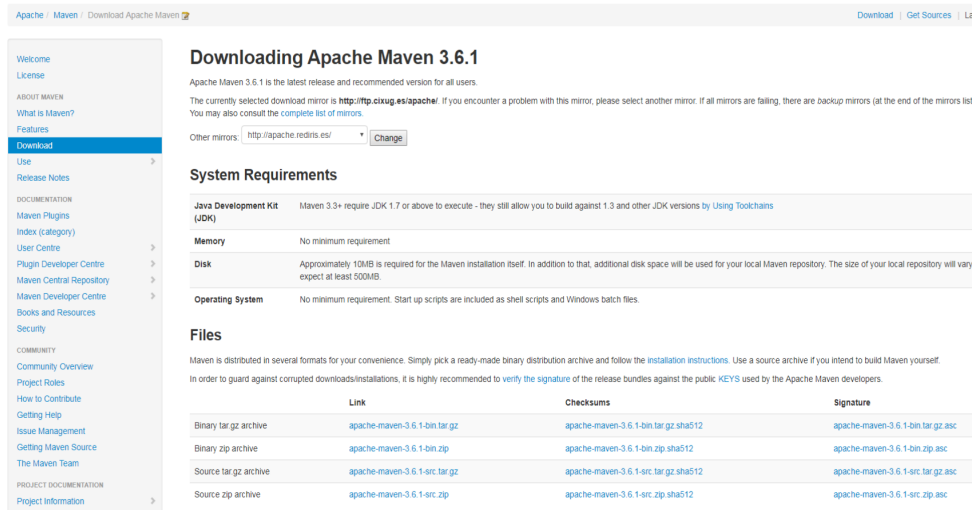 Apache / Maven / Download Apache Maven
Download | Get Sources | La
Welcome
License
ABOUT MAVEN
What is Maven?
Features
Download
Use
Release Notes
DOCUMENTATION
Maven Plugins
Index (category)
User Centre
Plugin Developer Centre
Maven Central Repository
Maven Developer Centre
Books and Resources
Security
COMMUNITY
Community Overview
Project Roles
How to Contribute
Getting Help
Issue Management
Getting Maven Source
The Maven Team
PROJECT DOCUMENTATION
Project Information
Downloading Apache Maven 3.6.1
Apache Maven 3.6.1 is the latest release and recommended version for all users.
The currently selected download mirror is http://ftp.cixug.es/apache/. If you encounter a problem with this mirror, please select another mirror. If all mirrors are failing, there are backup mirrors (at the end of the mirrors list
You may also consult the complete list of mirrors.
Other mirrors: http://apache.rediris.es/ Change
System Requirements
Java Development Kit Maven 3.3+ require JDK 1.7 or above to execute - they still allow you to build against 1.3 and other JDK versions by Using Toolchains
(JDK)
Memory No minimum requirement
Disk Approximately 10MB is required for the Maven installation itself. In addition to that, additional disk space will be used for your local Maven repository. The size of your local repository will vary
expect at least 500MB.
Operating System No minimum requirement. Start up scripts are included as shell scripts and Windows batch files.
Files
Maven is distributed in several formats for your convenience. Simply pick a ready-made binary distribution archive and follow the installation instructions. Use a source archive if you intend to build Maven yourself.
In order to guard against corrupted downloads/installations, it is highly recommended to verify the signature of the release bundles against the public KEYS used by the Apache Maven developers.
Link Checksums Signature
Binary tar.gz archive apache-maven-3.6.1-bin.tar.gz apache-maven-3.6.1-bin.tar.gz.sha512 apache-maven-3.6.1-bin.tar.gz.asc
Binary zip archive apache-maven-3.6.1-bin.zip apache-maven-3.6.1-bin.zip.sha512 apache-maven-3.6.1-bin.zip.asc
Source tar.gz archive apache-maven-3.6.1-src.tar.gz apache-maven-3.6.1-src.tar.gz.sha512 apache-maven-3.6.1-src.tar.gz.asc
Source zip archive apache-maven-3.6.1-src.zip apache-maven-3.6.1-src.zip.sha512 apache-maven-3.6.1-src.zip.asc